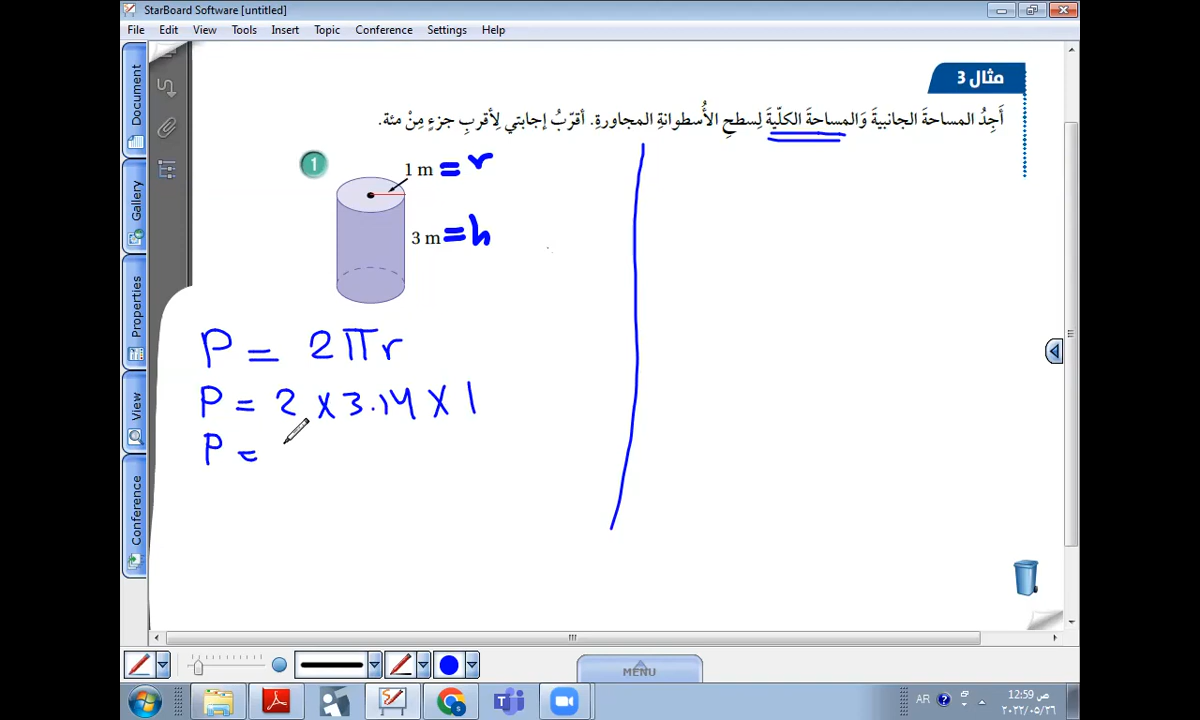 StarBoard Software [untitled]
File Edit View Tools Insert Topic Conference Settings Help
Document
Gallery
Properties
View
Conference
مثال 3
أَجِدُ المساحةَ الجانبيةَ وَالمساحةَ الكلّيةَ لِسطحِ الأُسطوانةِ المجاورةِ. أقرّبُ إجابتي لِأقربِ جزءٍ مِنْ مئة.
1
1 m = r
3 m = h
P = 2πr
P = 2 x 3.14 x 1
P =
MENU
AR
12:59 ص
٢٠٢٢/٠٥/٢٦